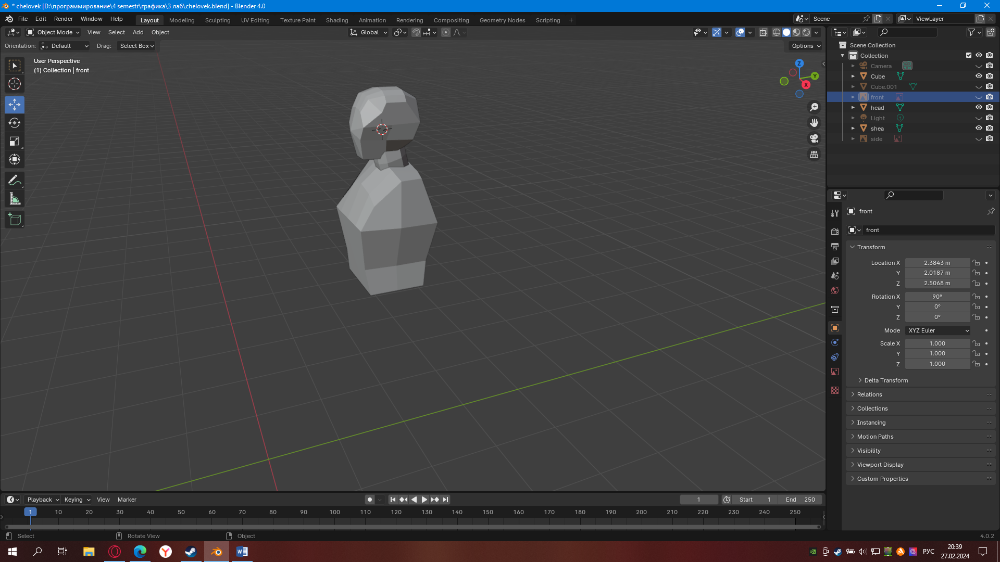 * chelovek [D:\программирование\4 semestr\графика\3 лаб\chelovek.blend] - Blender 4.0
File Edit Render Window Help
Layout Modeling Sculpting UV Editing Texture Paint Shading Animation Rendering Compositing Geometry Nodes Scripting +
Scene ViewLayer
Object Mode View Select Add Object
Global
Orientation: Default Drag: Select Box
Options
User Perspective
(1) Collection | front
Z
Y
X
Scene Collection
Collection
Camera
Cube
Cube.001
front
head
Light
shea
side
front
front
Transform
Location X 2.3843 m
Y 2.0187 m
Z 2.5068 m
Rotation X 90°
Y 0°
Z 0°
Mode XYZ Euler
Scale X 1.000
Y 1.000
Z 1.000
Delta Transform
Relations
Collections
Instancing
Motion Paths
Visibility
Viewport Display
Custom Properties
Playback Keying View Marker
1 Start 1 End 250
1 10 20 30 40 50 60 70 80 90 100 110 120 130 140 150 160 170 180 190 200 210 220 230 240 250
Select Rotate View Object
4.0.2
РУС
20:39
27.02.2024